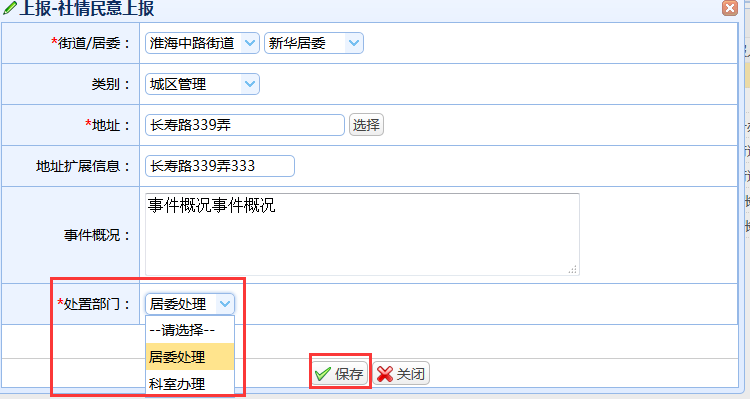 上报-社情民意上报
*街道/居委： 淮海中路街道 新华居委
类别： 城区管理
*地址： 长寿路339弄 选择
地址扩展信息： 长寿路339弄333
事件概况： 事件概况事件概况
*处置部门： 居委处理
--请选择--
居委处理
科室办理
保存 关闭